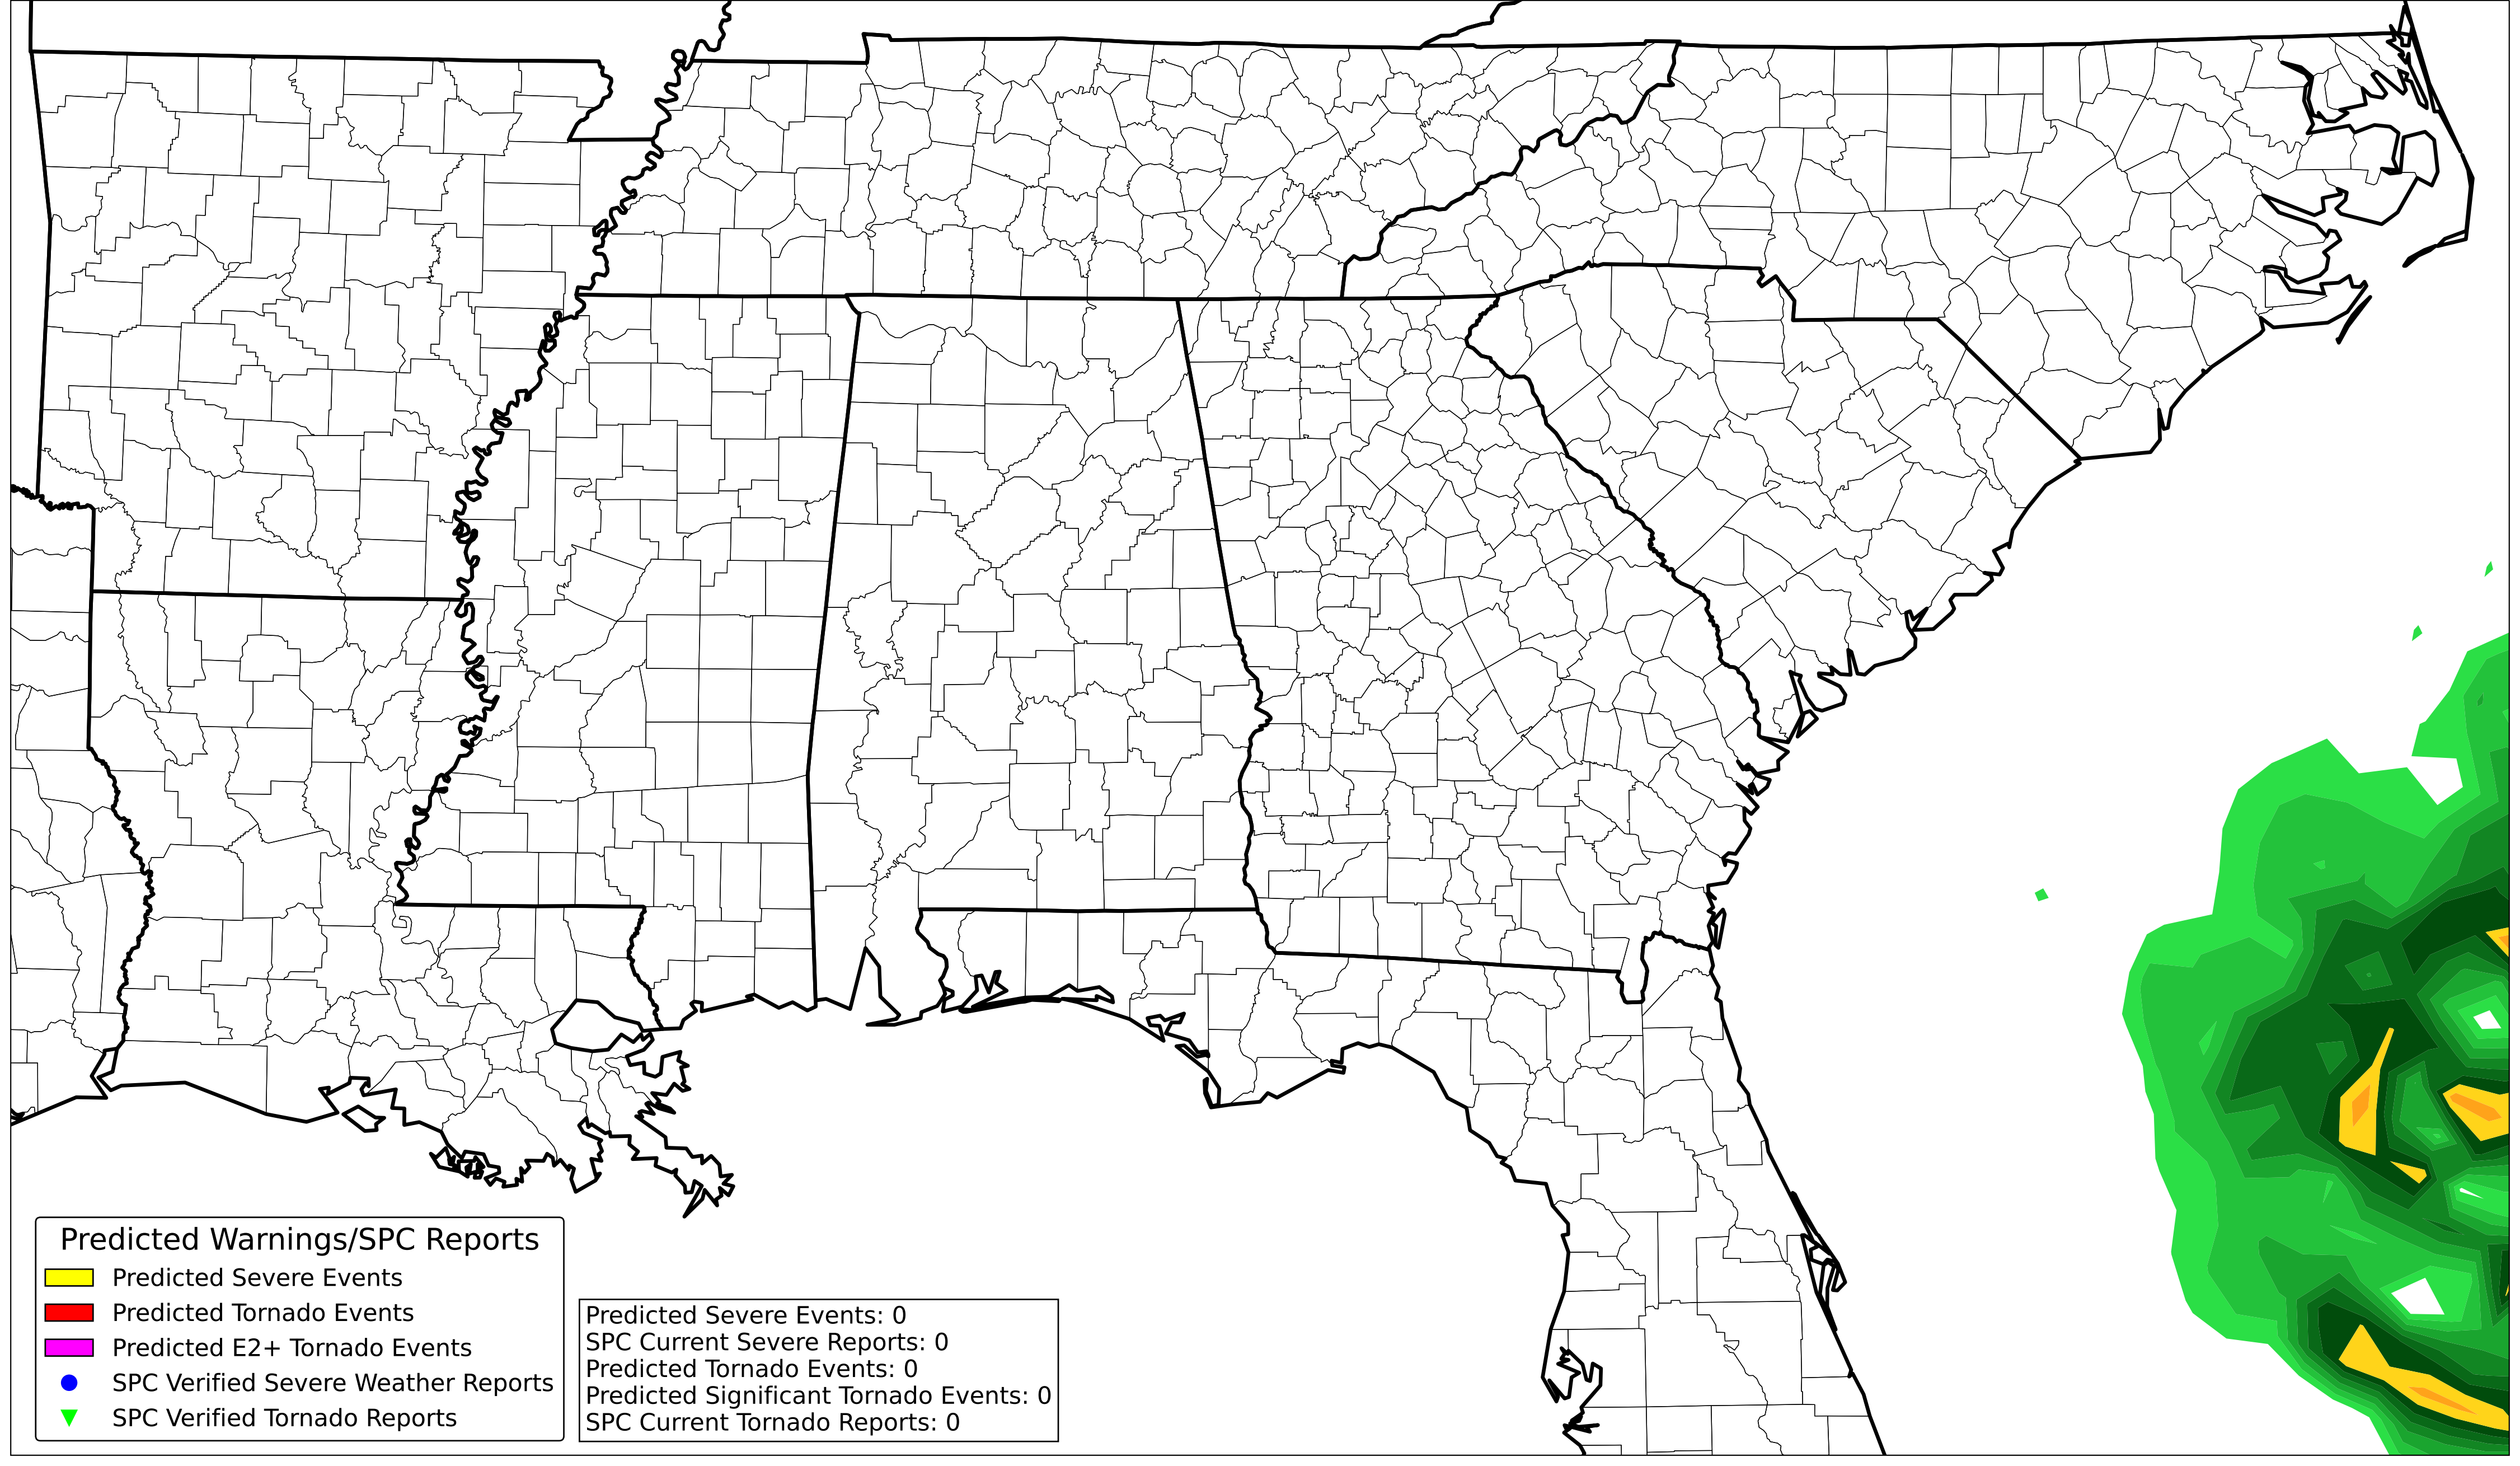 Predicted Warnings/SPC Reports
Predicted Severe Events
Predicted Tornado Events
Predicted E2+ Tornado Events
SPC Verified Severe Weather Reports
SPC Verified Tornado Reports
Predicted Severe Events: 0
SPC Current Severe Reports: 0
Predicted Tornado Events: 0
Predicted Significant Tornado Events: 0
SPC Current Tornado Reports: 0